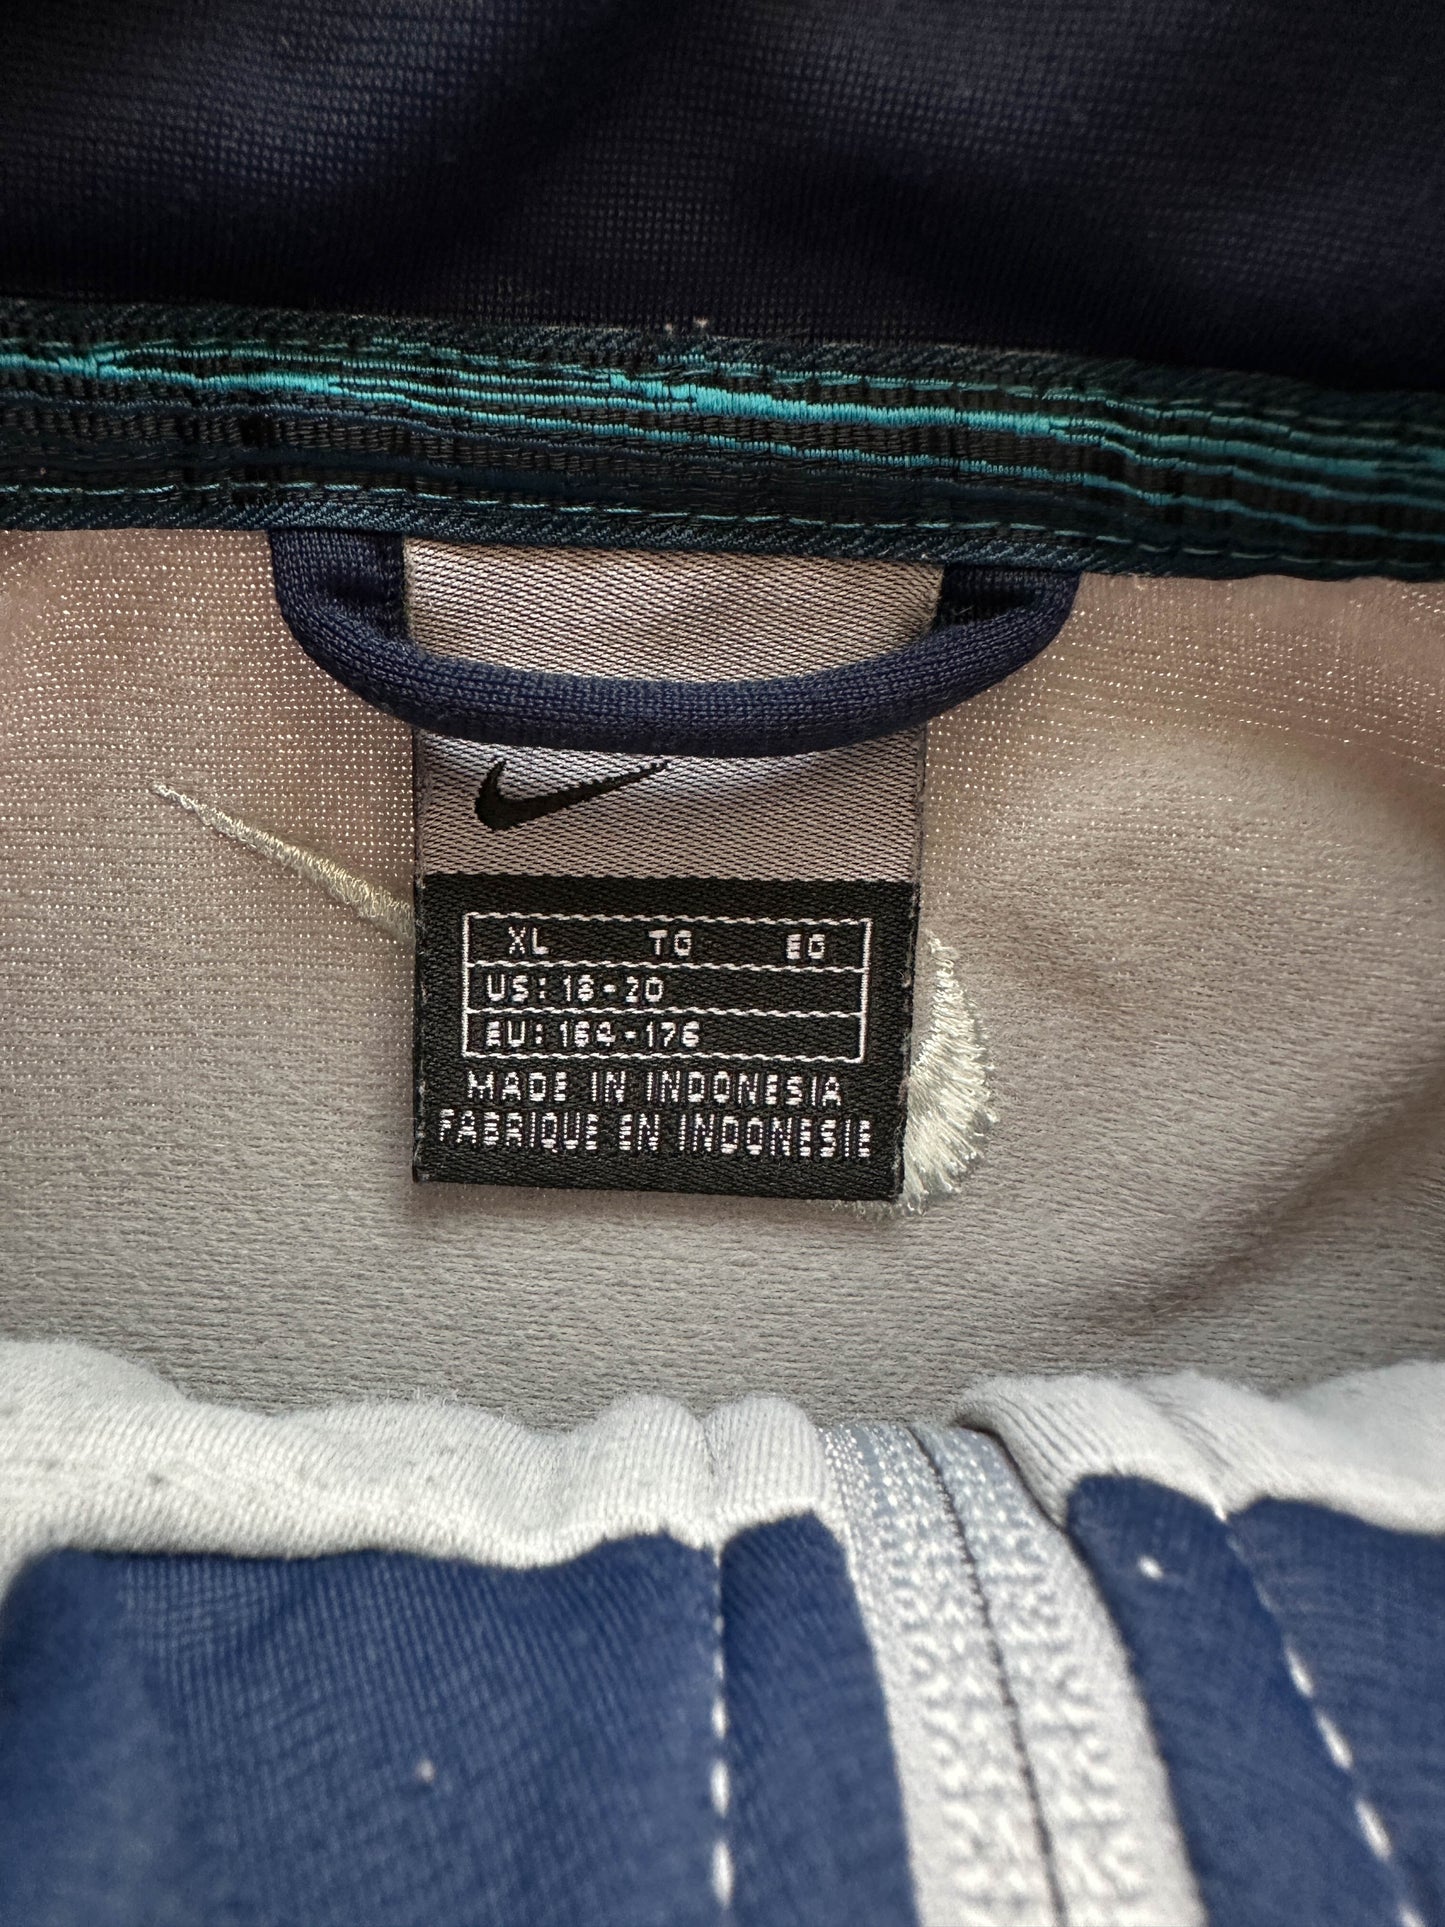 XL TG EG
US: 18-20
EU: 164-176
MADE IN INDONESIA
FABRIQUE EN INDONESIE